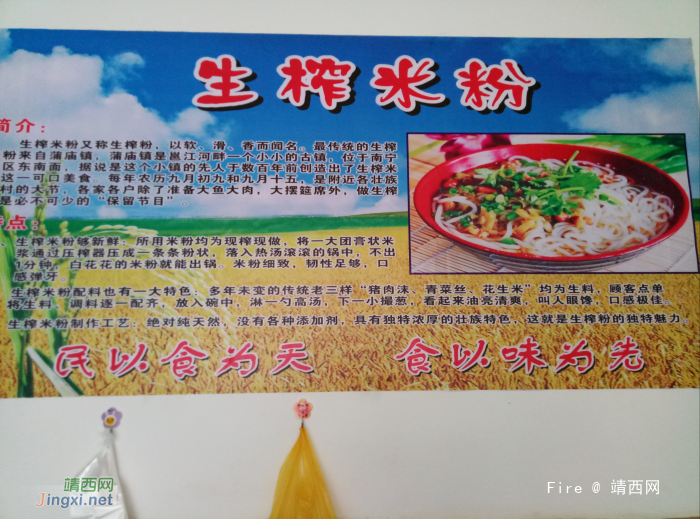 生榨米粉
简介:
生榨米粉又称生榨粉，以软、滑、香而闻名。最传统的生榨
粉来自蒲庙镇，蒲庙镇是邕江河畔一个小小的古镇，位于南宁
区东南面，据说是这个小镇的先人于数百年前创造出了生榨米
这一可口美食。每年农历九月初九和九月十五，是附近各壮族
村的大节，各家各户除了准备大鱼大肉，大摆筵席外，做生榨
是必不可少的“保留节目”。
点:
、生榨米粉够新鲜：所用米粉均为现榨现做，将一大团膏状米
浆通过压榨器压成一条条粉状，落入热汤滚滚的锅中，不出
1分钟，白花花的米粉就能出锅。米粉细致，韧性足够，口
感弹牙。
生榨米粉配料也有一大特色：多年未变的传统老三样“猪肉沫、青菜丝、花生米”均为生料，顾客点单
将生料、调料逐一配齐，放入碗中，淋一勺高汤，下一小撮葱，看起来油亮清爽，叫人眼馋，口感极佳。
生榨米粉制作工艺：绝对纯天然，没有各种添加剂，具有独特浓厚的壮族特色，这就是生榨粉的独特魅力。
民以食为天 食以味为先
靖西网
Jingxi.net
Fire @ 靖西网